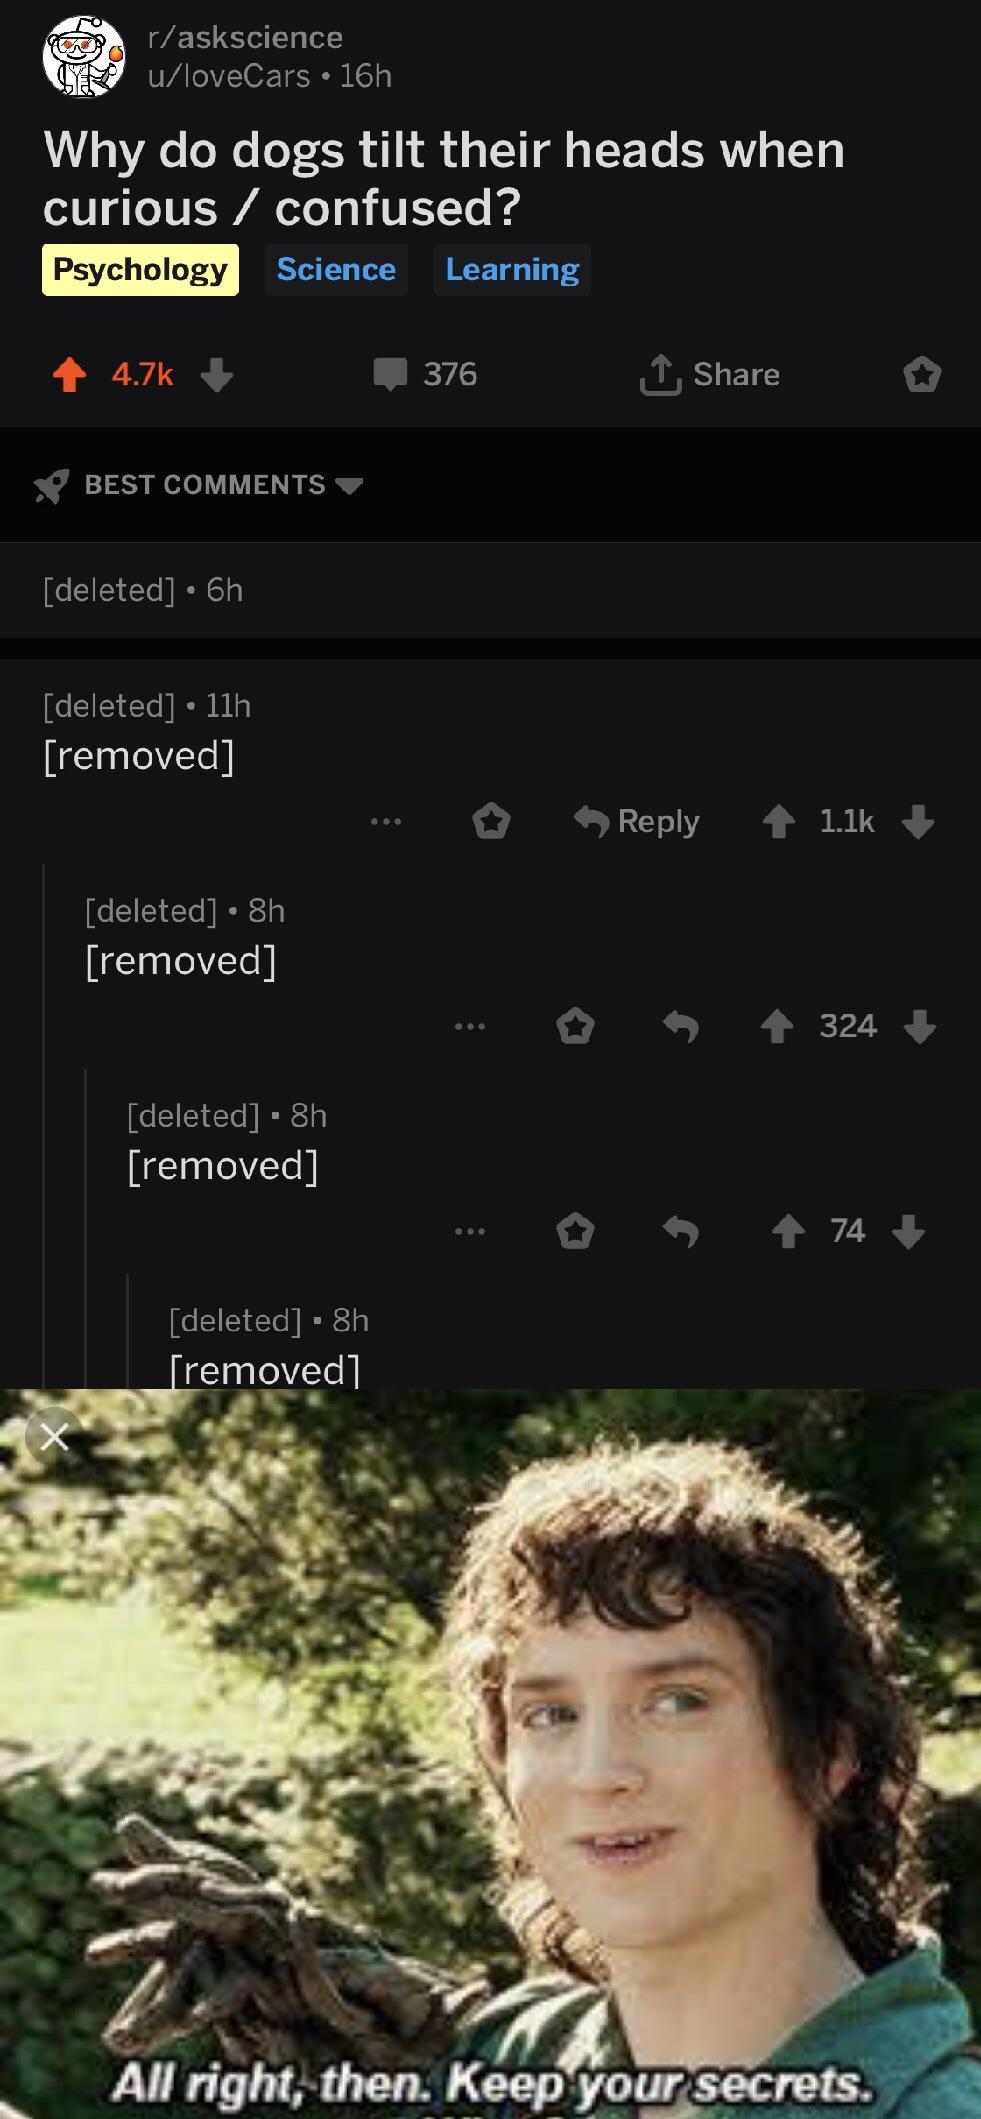 r/askscience
u/loveCars • 16h
Why do dogs tilt their heads when
curious / confused?
Psychology Science Learning
4.7k 376 Share
BEST COMMENTS
[deleted] • 6h
[deleted] • 11h
[removed]
... Reply 1.1k
[deleted] • 8h
[removed]
... 324
[deleted] • 8h
[removed]
... 74
[deleted] • 8h
[removed]
All right, then. Keep your secrets.